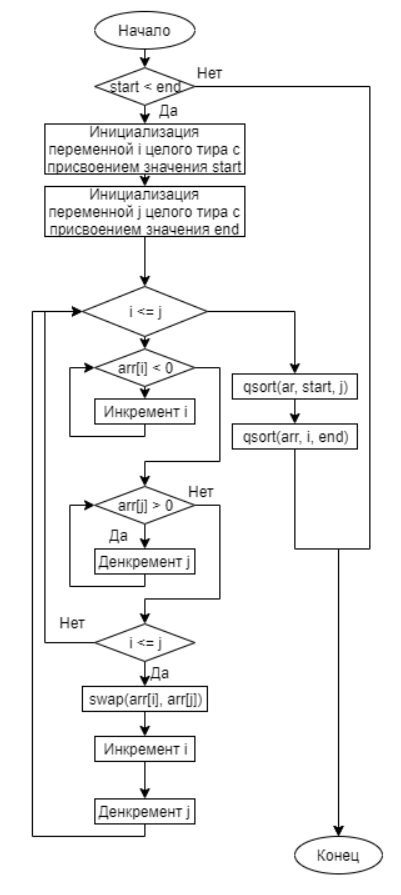 Начало
start < end
Нет
Да
Инициализация
переменной i целого тира с
присвоением значения start
Инициализация
переменной j целого тира с
присвоением значения end
i <= j
arr[i] < 0
Инкремент i
qsort(ar, start, j)
qsort(arr, i, end)
arr[j] > 0
Нет
Да
Денкремент j
i <= j
Нет
Да
swap(arr[i], arr[j])
Инкремент i
Денкремент j
Конец